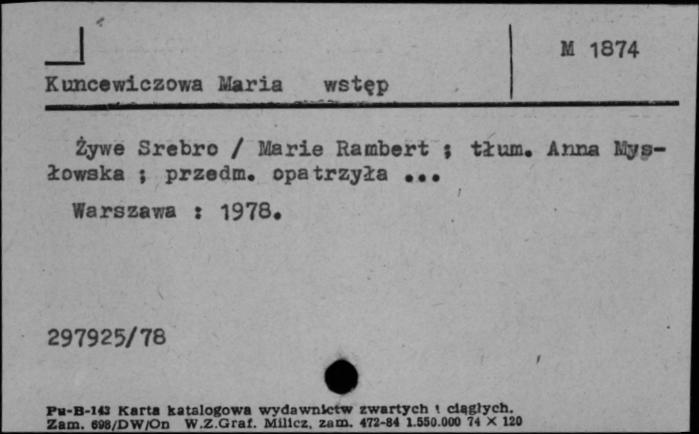 M 1874
Kuncewiczowa Maria wstęp
Żywe Srebro / Marie Rambert ; tłum. Anna Mys-
łowska ; przedm. opatrzyła ...
Warszawa : 1978.
297925/78
Pu-B-143 Karta katalogowa wydawnictw zwartych i ciągłych.
Zam. 698/DW/On W.Z.Graf. Milicz, zam. 472-84 1.550.000 74 × 120